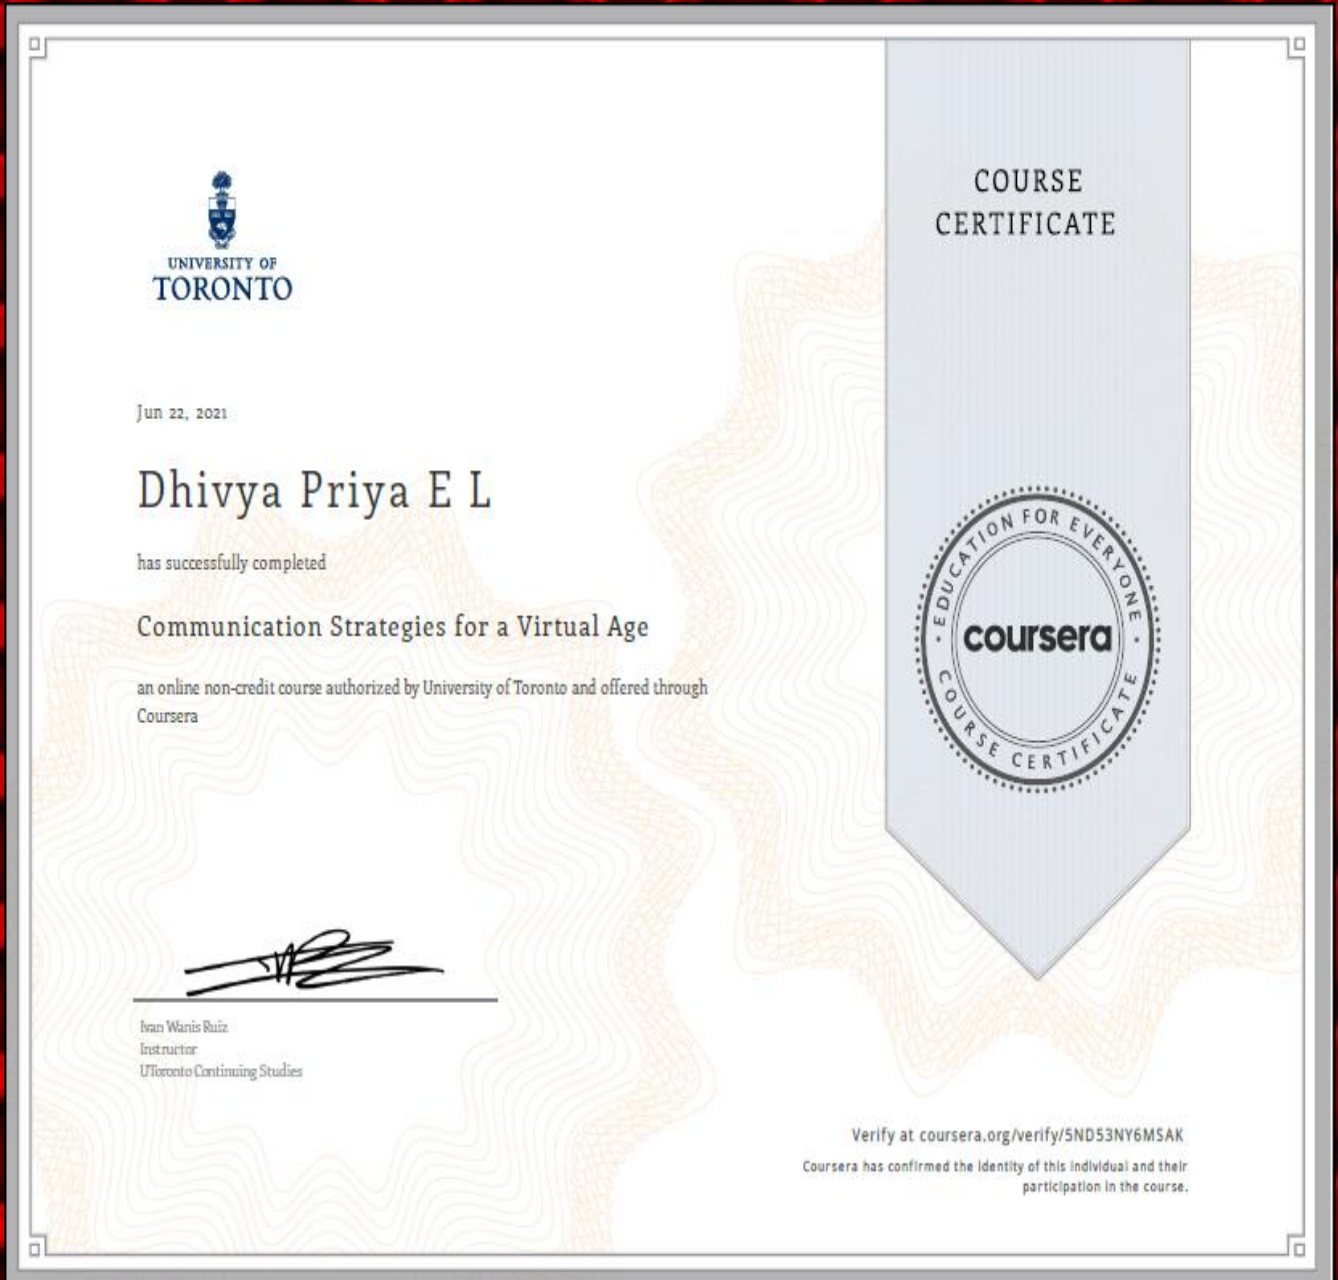 COURSE
CERTIFICATE
UNIVERSITY OF
TORONTO
Jun 22, 2021
Dhivya Priya E L
has successfully completed
Communication Strategies for a Virtual Age
an online non-credit course authorized by University of Toronto and offered through
Coursera
EDUCATION FOR EVERYONE
coursera
COURSE CERTIFICATE
Ivan Wanis Ruiz
Instructor
UToronto Continuing Studies
Verify at coursera.org/verify/5ND53NY6MSAK
Coursera has confirmed the identity of this individual and their
participation in the course.